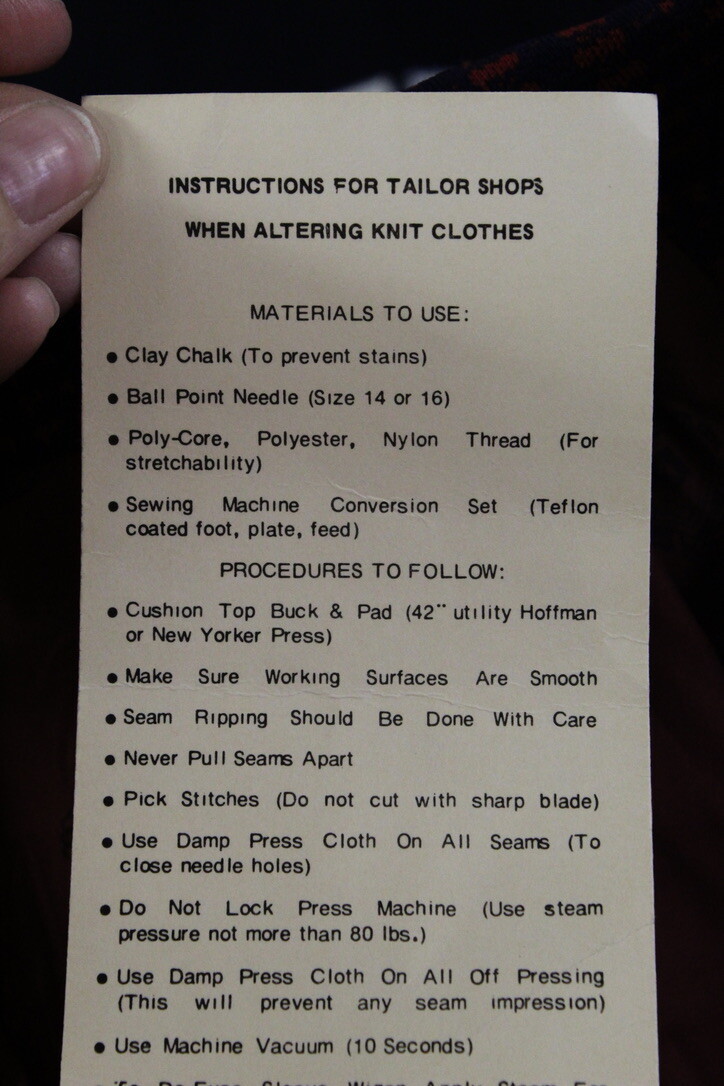 INSTRUCTIONS FOR TAILOR SHOPS
WHEN ALTERING KNIT CLOTHES
MATERIALS TO USE:
● Clay Chalk (To prevent stains)
● Ball Point Needle (Size 14 or 16)
● Poly-Core, Polyester, Nylon Thread (For
stretchability)
● Sewing Machine Conversion Set (Teflon
coated foot, plate, feed)
PROCEDURES TO FOLLOW:
● Cushion Top Buck & Pad (42" utility Hoffman
or New Yorker Press)
● Make Sure Working Surfaces Are Smooth
● Seam Ripping Should Be Done With Care
● Never Pull Seams Apart
● Pick Stitches (Do not cut with sharp blade)
● Use Damp Press Cloth On All Seams (To
close needle holes)
● Do Not Lock Press Machine (Use steam
pressure not more than 80 lbs.)
● Use Damp Press Cloth On All Off Pressing
(This will prevent any seam impression)
● Use Machine Vacuum (10 Seconds)
Apply Steam For